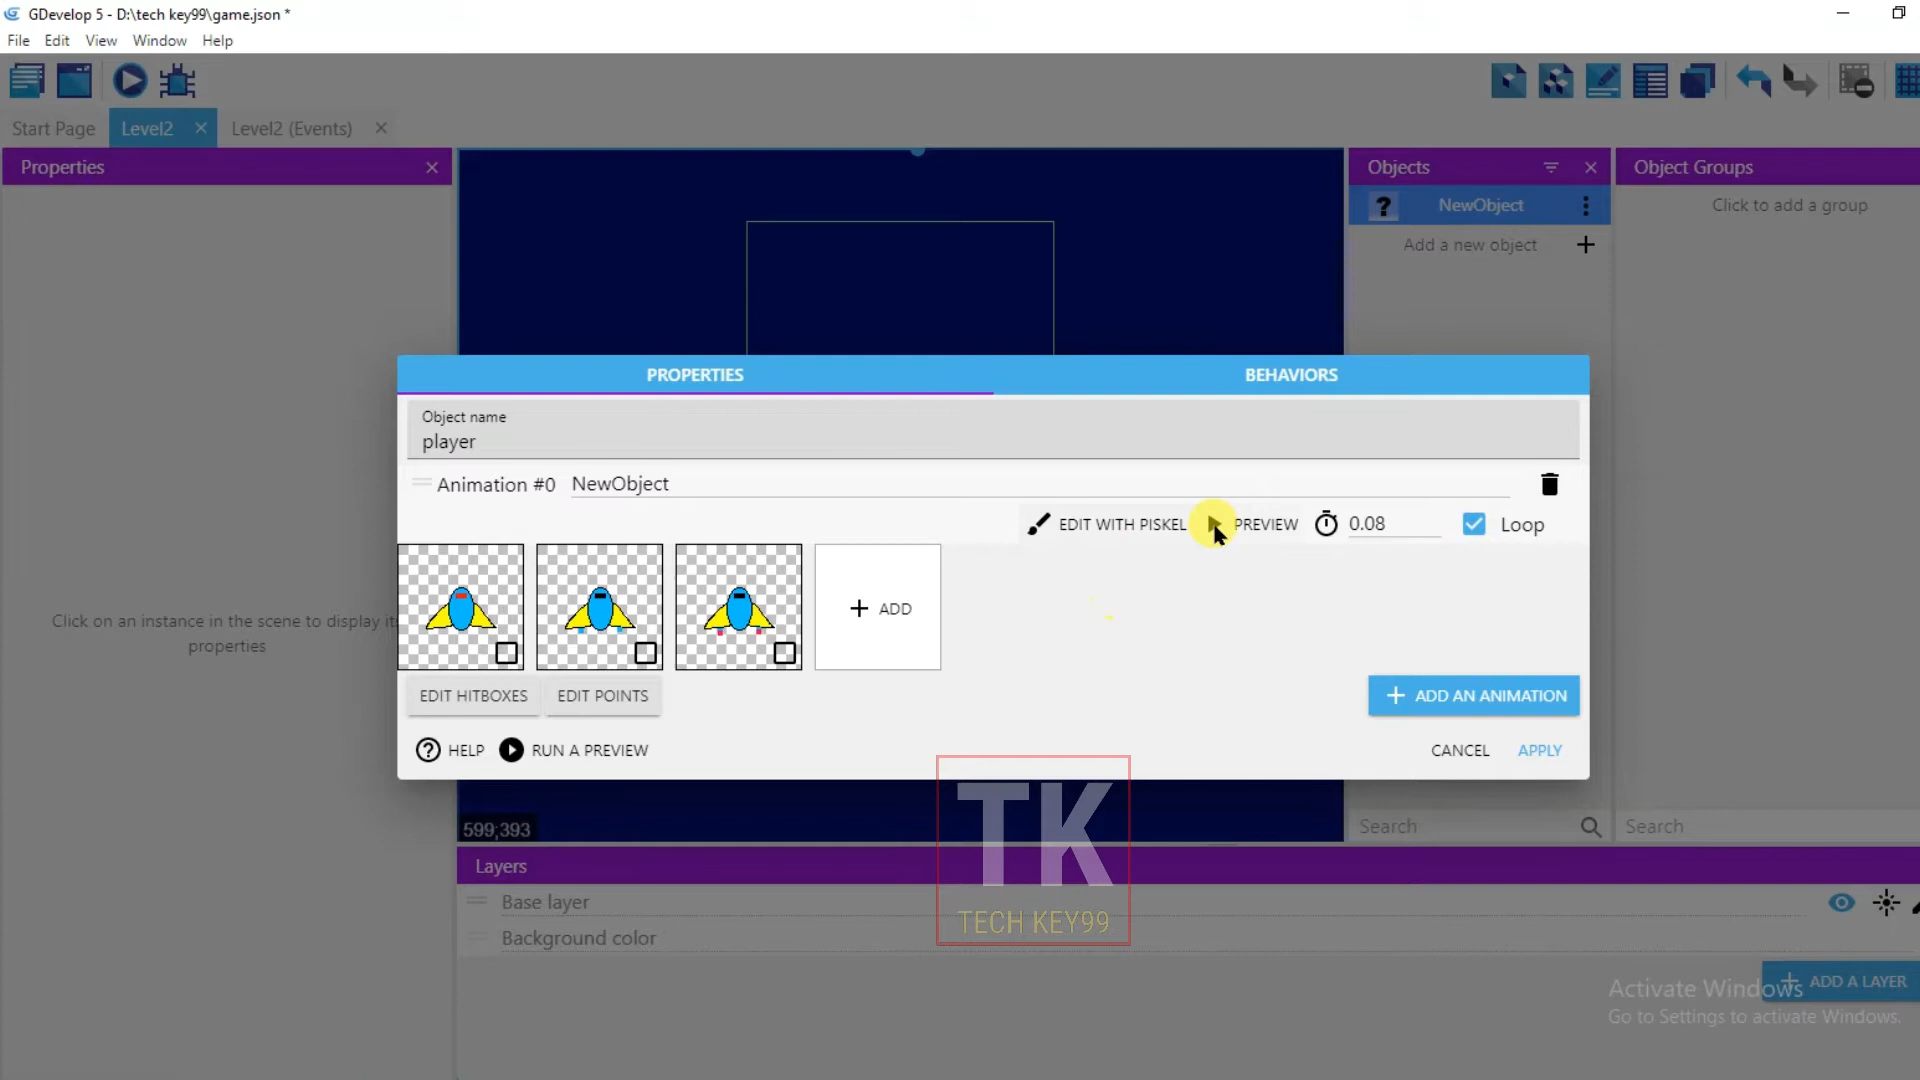 GDevelop 5 - D:\tech key99\game.json *
File Edit View Window Help
Start Page Level2 Level2 (Events)
Properties
Objects
Object Groups
? NewObject
Click to add a group
Add a new object
PROPERTIES BEHAVIORS
Object name
player
Animation #0 NewObject
EDIT WITH PISKEL PREVIEW 0.08 Loop
ADD
Click on an instance in the scene to display it
properties
EDIT HITBOXES EDIT POINTS ADD AN ANIMATION
HELP RUN A PREVIEW CANCEL APPLY
599;393
Search
Search
Layers
Base layer
Background color
TK
TECH KEY99
ADD A LAYER
Activate Windows
Go to Settings to activate Windows.